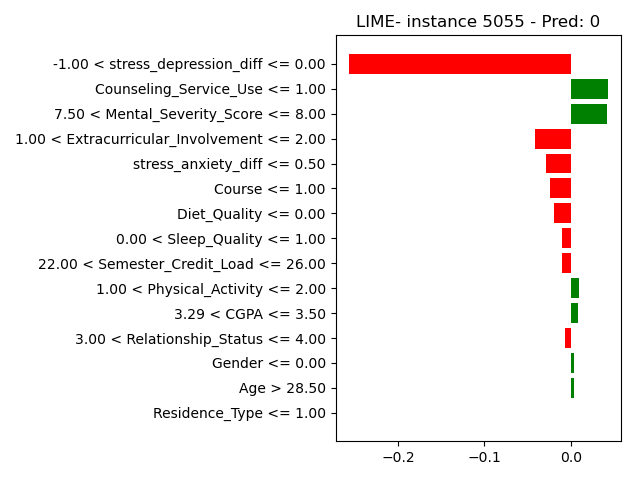 LIME- instance 5055 - Pred: 0
-1.00 < stress_depression_diff <= 0.00
Counseling_Service_Use <= 1.00
7.50 < Mental_Severity_Score <= 8.00
1.00 < Extracurricular_Involvement <= 2.00
stress_anxiety_diff <= 0.50
Course <= 1.00
Diet_Quality <= 0.00
0.00 < Sleep_Quality <= 1.00
22.00 < Semester_Credit_Load <= 26.00
1.00 < Physical_Activity <= 2.00
3.29 < CGPA <= 3.50
3.00 < Relationship_Status <= 4.00
Gender <= 0.00
Age > 28.50
Residence_Type <= 1.00
−0.2 −0.1 0.0